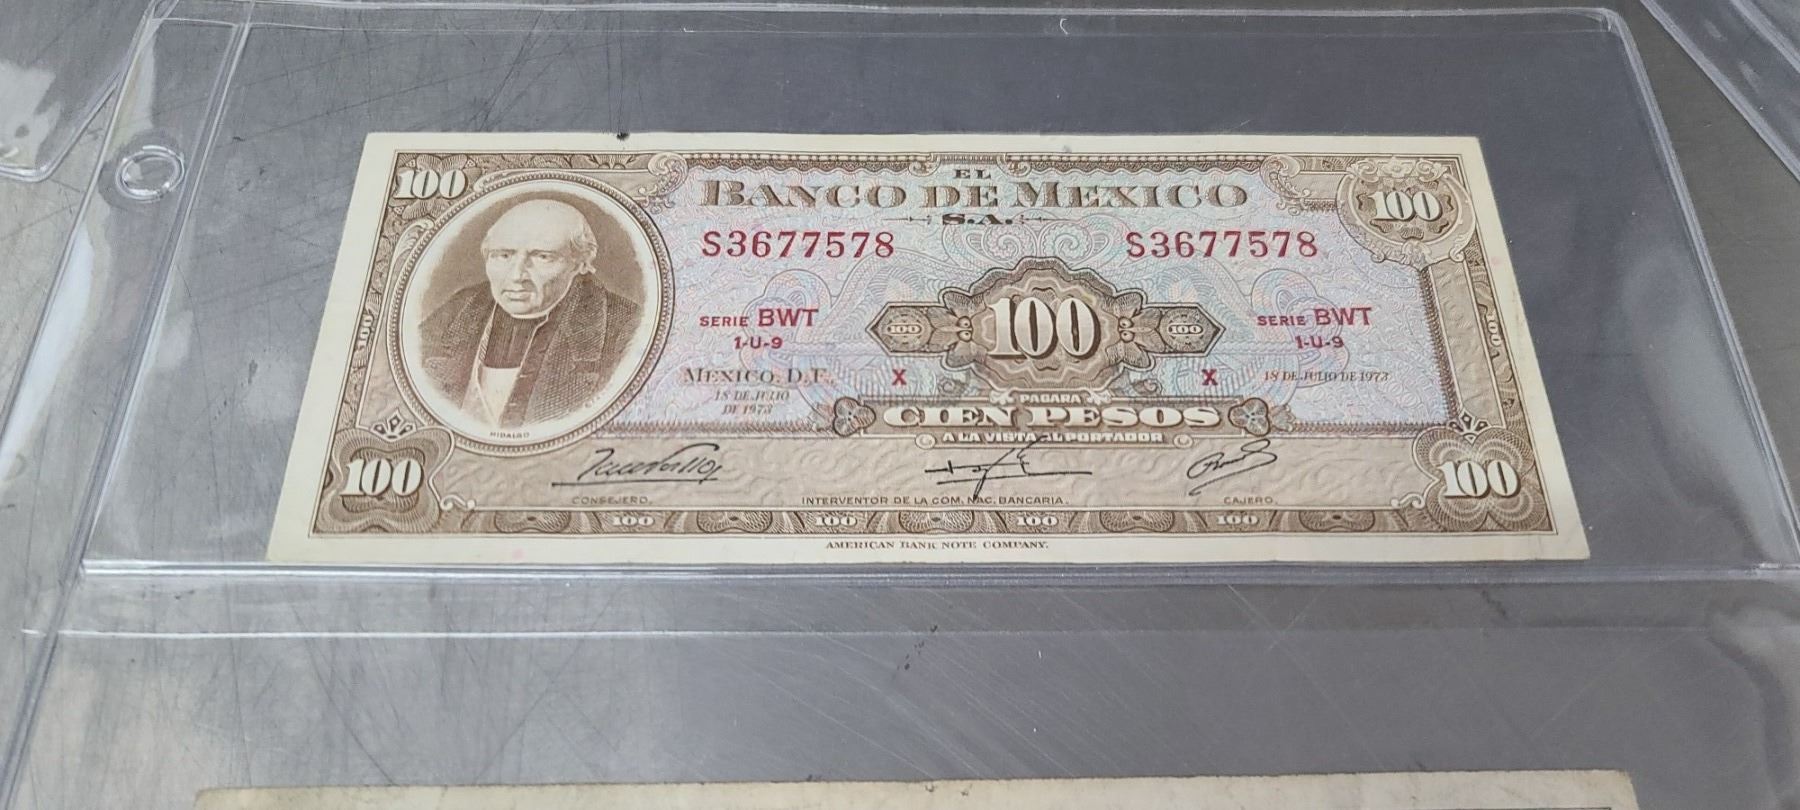 100
EL
BANCO DE MEXICO
S.A.
100
S3677578
S3677578
SERIE BWT
1-U-9
100
100
100
SERIE BWT
1-U-9
MEXICO, D.F.
18 DE JULIO
DE 1973
X
X
18 DE JULIO DE 1973
100
100
PAGARA
CIEN PESOS
A LA VISTA AL PORTADOR
HIDALGO
100
100
CONSEJERO.
INTERVENTOR DE LA COM. NAC. BANCARIA.
CAJERO.
100
100
100
100
AMERICAN BANK NOTE COMPANY.